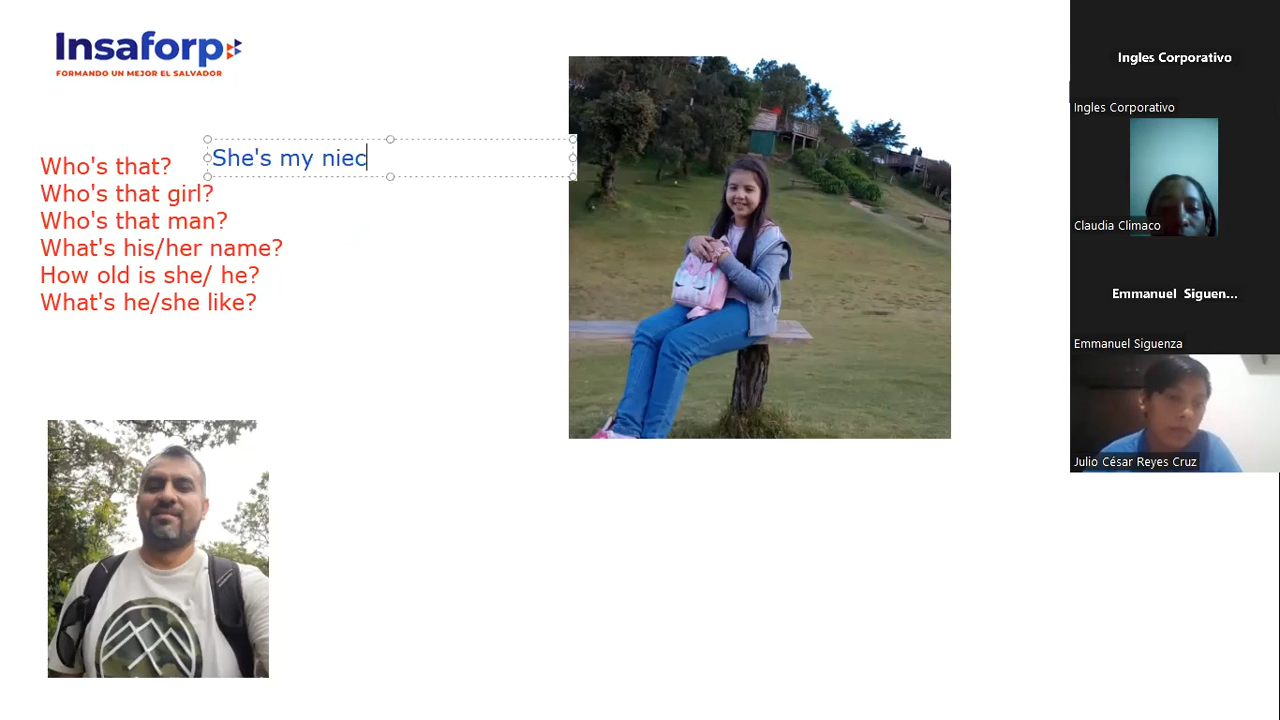 Insaforp
FORMANDO UN MEJOR EL SALVADOR
She's my niec
Who's that?
Who's that girl?
Who's that man?
What's his/her name?
How old is she/ he?
What's he/she like?
Ingles Corporativo
Ingles Corporativo
Claudia Climaco
Emmanuel Siguen...
Emmanuel Siguenza
Julio César Reyes Cruz